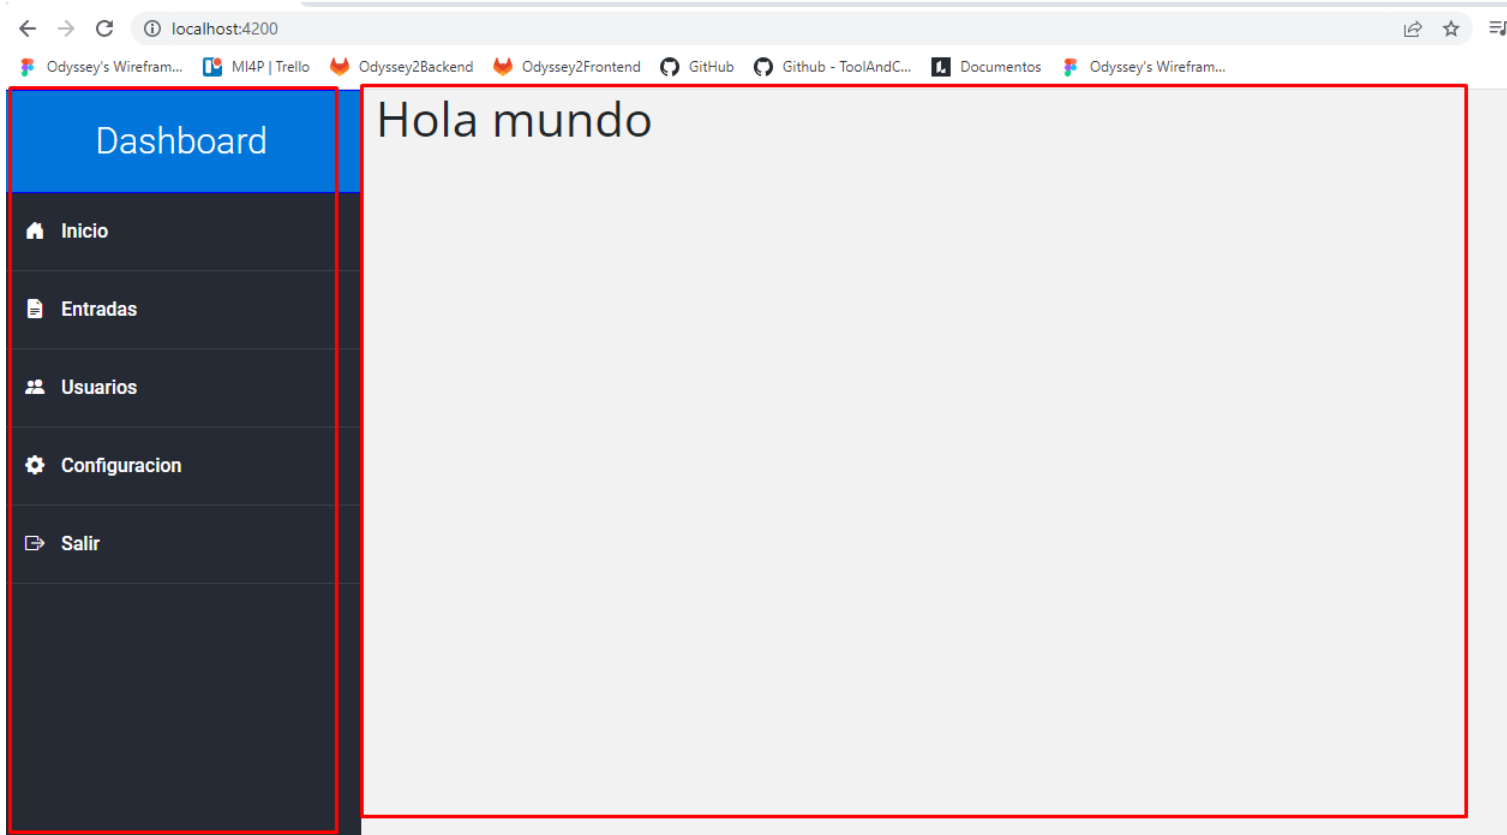 localhost:4200
Odyssey's Wirefram... MI4P | Trello Odyssey2Backend Odyssey2Frontend GitHub Github - ToolAndC... Documentos Odyssey's Wirefram...
Dashboard
Hola mundo
Inicio
Entradas
Usuarios
Configuracion
Salir